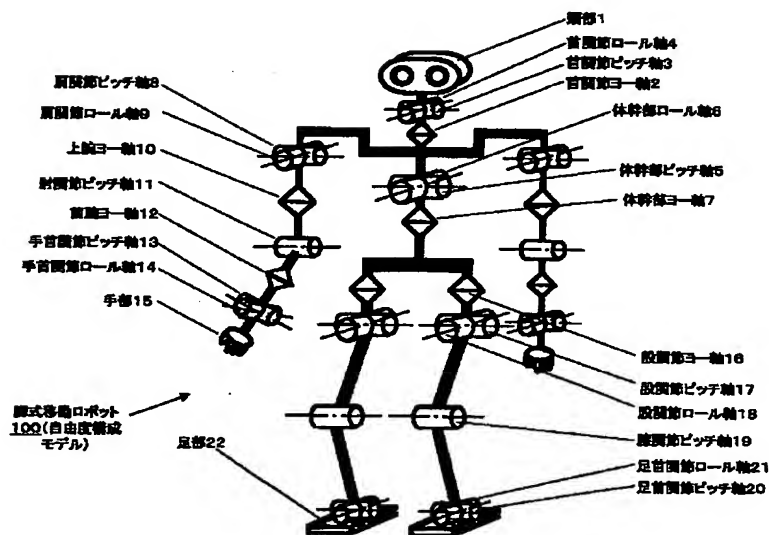 頭部1
首関節ロール軸4
首関節ピッチ軸3
首関節ヨー軸2
体幹部ロール軸6
体幹部ピッチ軸5
体幹部ヨー軸7
肩関節ピッチ軸8
肩関節ロール軸9
上腕ヨー軸10
肘関節ピッチ軸11
前腕ヨー軸12
手首関節ピッチ軸13
手首関節ロール軸14
手部15
股関節ヨー軸16
股関節ピッチ軸17
股関節ロール軸18
膝関節ピッチ軸19
足首関節ロール軸21
足首関節ピッチ軸20
足部22
脚式移動ロボット
100(自由度構成
モデル)